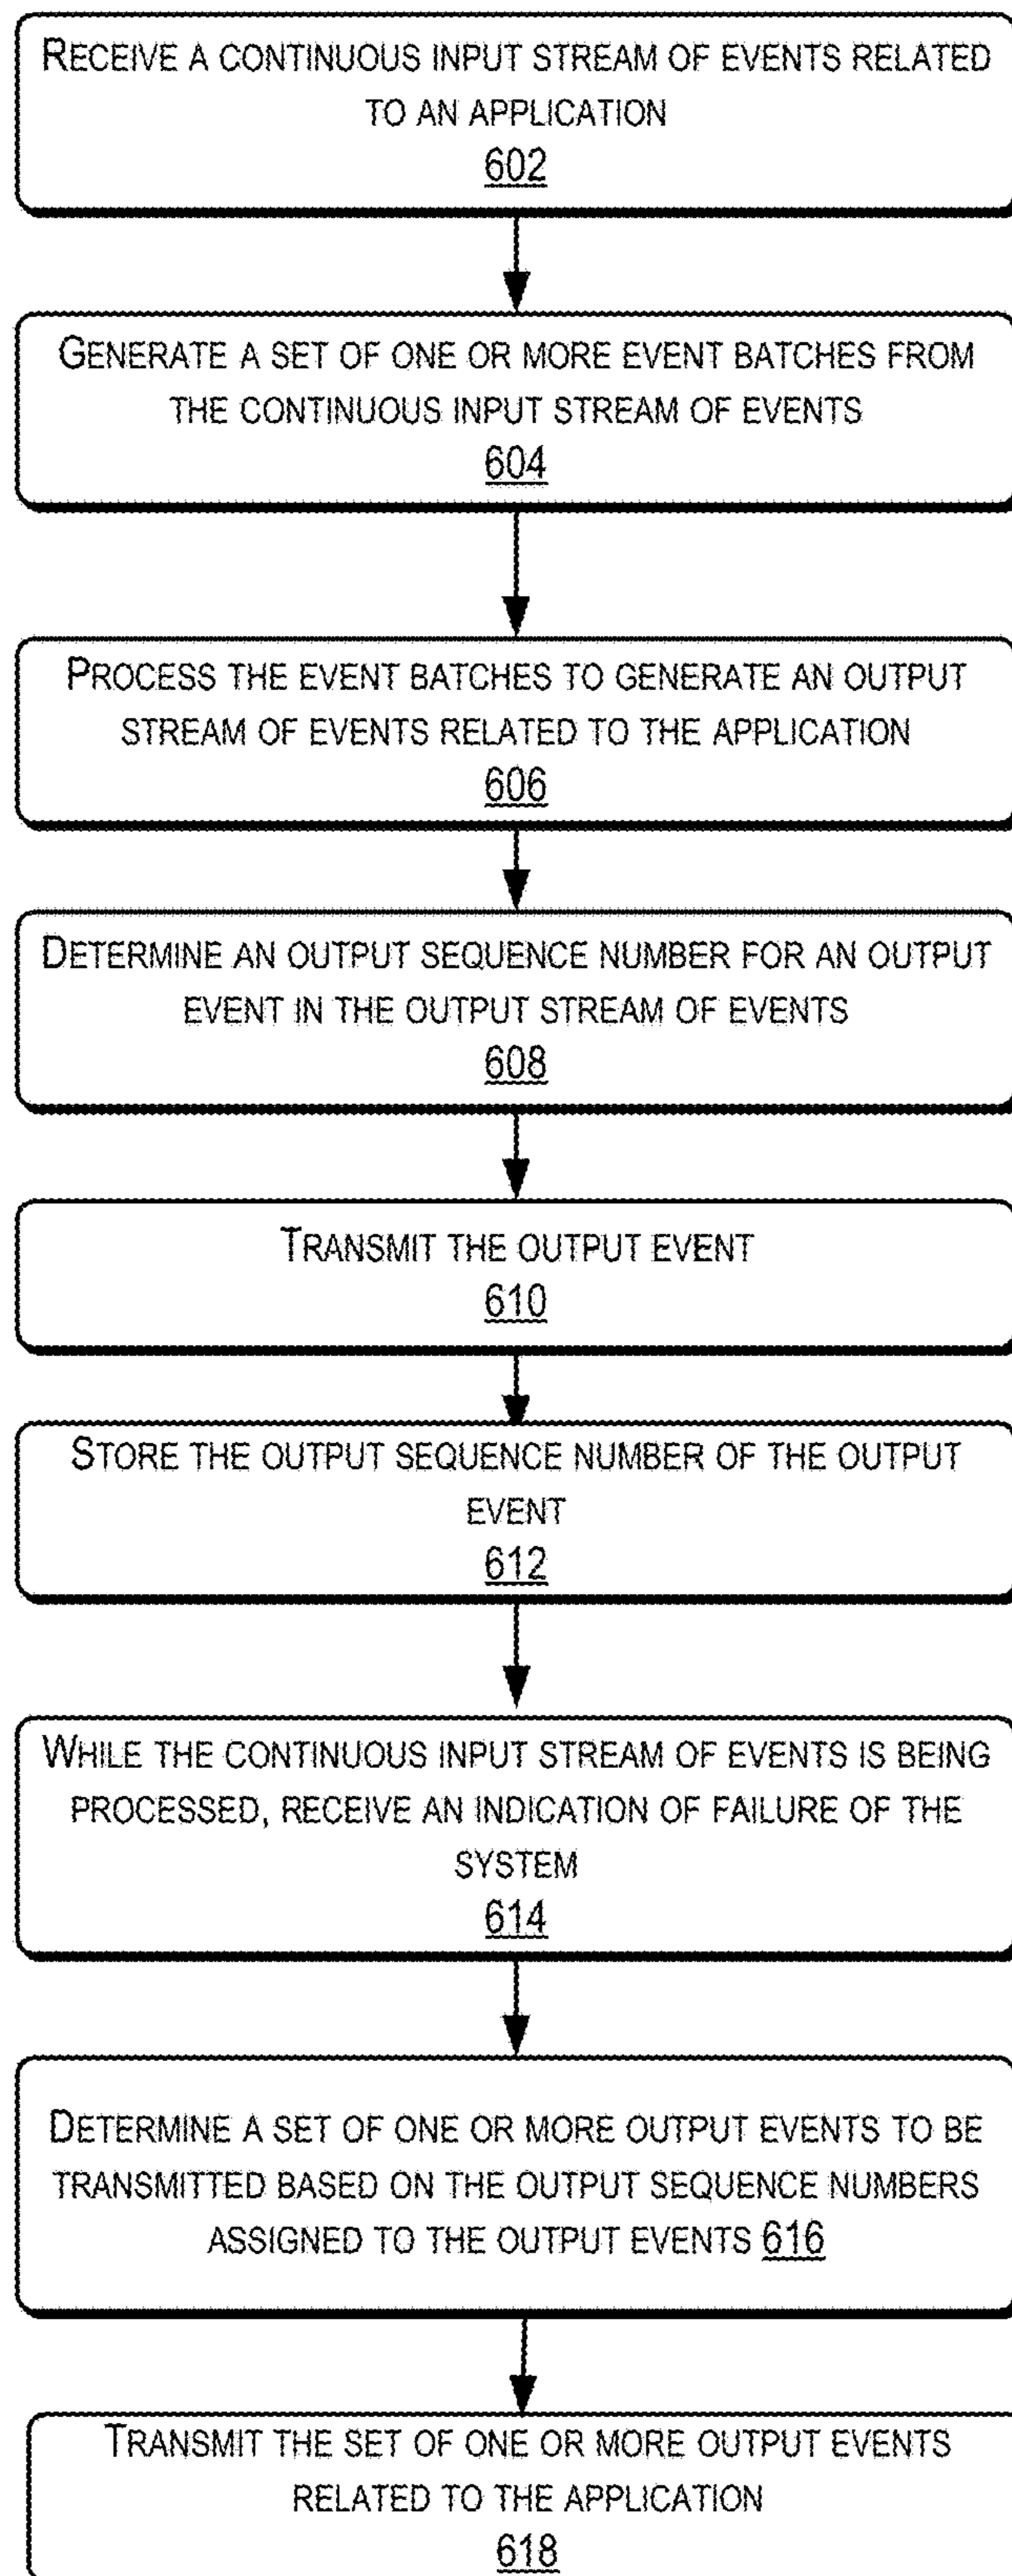 RECEIVE A CONTINUOUS INPUT STREAM OF EVENTS RELATED
TO AN APPLICATION
602
GENERATE A SET OF ONE OR MORE EVENT BATCHES FROM
THE CONTINUOUS INPUT STREAM OF EVENTS
604
PROCESS THE EVENT BATCHES TO GENERATE AN OUTPUT
STREAM OF EVENTS RELATED TO THE APPLICATION
606
DETERMINE AN OUTPUT SEQUENCE NUMBER FOR AN OUTPUT
EVENT IN THE OUTPUT STREAM OF EVENTS
608
TRANSMIT THE OUTPUT EVENT
610
STORE THE OUTPUT SEQUENCE NUMBER OF THE OUTPUT
EVENT
612
WHILE THE CONTINUOUS INPUT STREAM OF EVENTS IS BEING
PROCESSED, RECEIVE AN INDICATION OF FAILURE OF THE
SYSTEM
614
DETERMINE A SET OF ONE OR MORE OUTPUT EVENTS TO BE
TRANSMITTED BASED ON THE OUTPUT SEQUENCE NUMBERS
ASSIGNED TO THE OUTPUT EVENTS 616
TRANSMIT THE SET OF ONE OR MORE OUTPUT EVENTS
RELATED TO THE APPLICATION
618